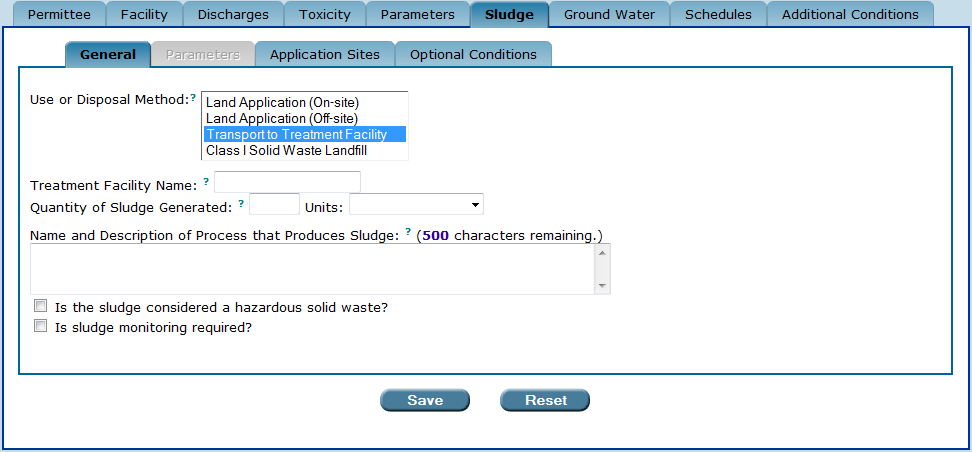 Permittee Facility Discharges Toxicity Parameters Sludge Ground Water Schedules Additional Conditions
General Parameters Application Sites Optional Conditions
Use or Disposal Method:?
Land Application (On-site)
Land Application (Off-site)
Transport to Treatment Facility
Class I Solid Waste Landfill
Treatment Facility Name: ?
Quantity of Sludge Generated: ? Units:
Name and Description of Process that Produces Sludge: ? (500 characters remaining.)
Is the sludge considered a hazardous solid waste?
Is sludge monitoring required?
Save Reset